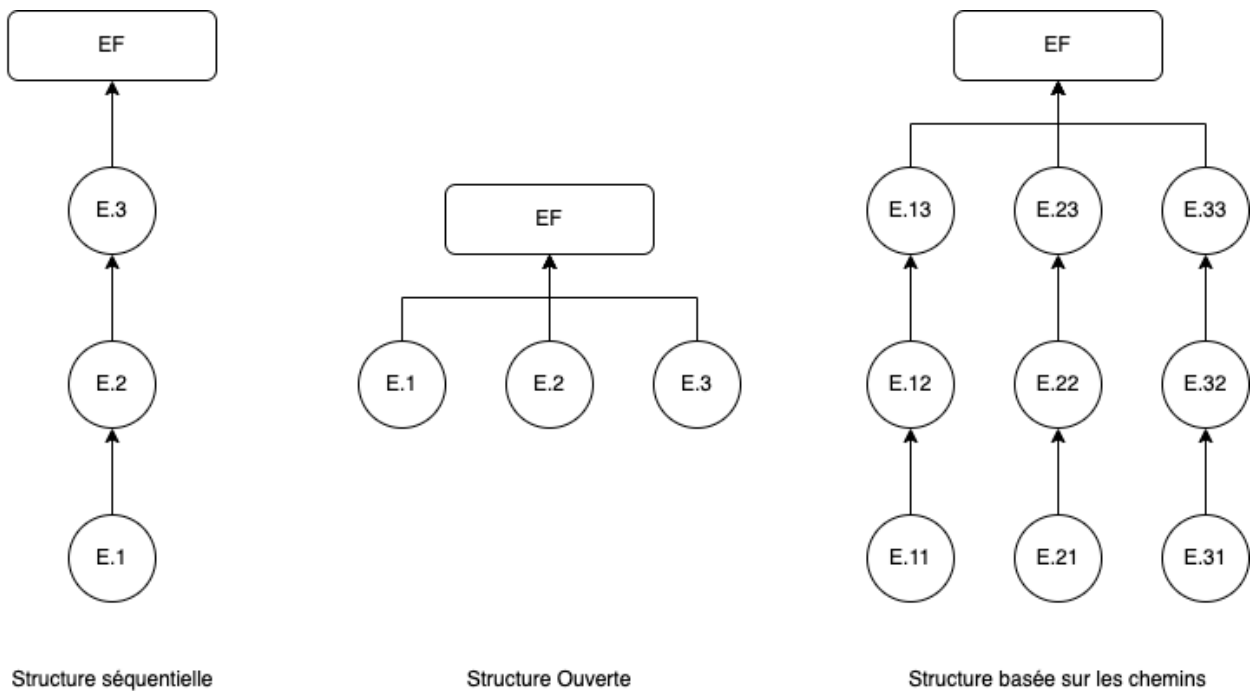 EF
E.3
E.2
E.1
Structure séquentielle
EF
E.1
E.2
E.3
Structure Ouverte
EF
E.13
E.23
E.33
E.12
E.22
E.32
E.11
E.21
E.31
Structure basée sur les chemins